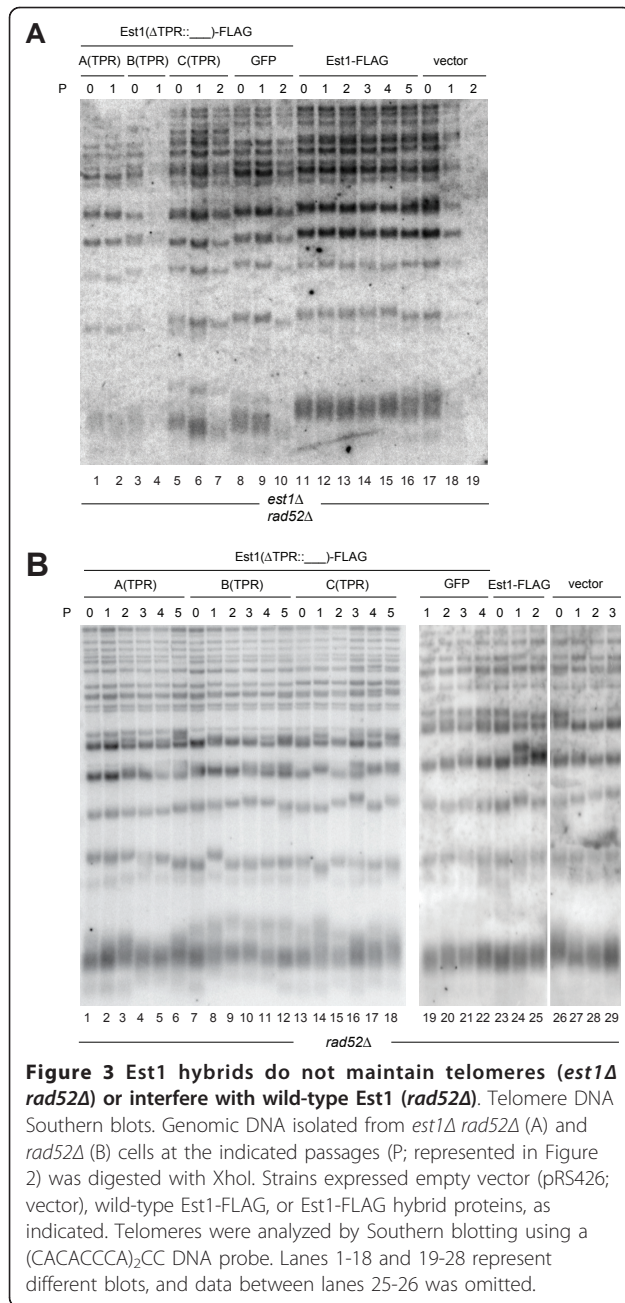 A
Est1(ΔTPR::___)-FLAG
A(TPR) B(TPR) C(TPR) GFP Est1-FLAG vector
P 0 1 0 1 0 1 2 0 1 2 0 1 2 3 4 5 0 1 2
1 2 3 4 5 6 7 8 9 10 11 12 13 14 15 16 17 18 19
est1Δ
rad52Δ
B
Est1(ΔTPR::___)-FLAG
A(TPR) B(TPR) C(TPR) GFP Est1-FLAG vector
P 0 1 2 3 4 5 0 1 2 3 4 5 0 1 2 3 4 5 1 2 3 4 0 1 2 0 1 2 3
1 2 3 4 5 6 7 8 9 10 11 12 13 14 15 16 17 18 19 20 21 22 23 24 25 26 27 28 29
rad52Δ
Figure 3 Est1 hybrids do not maintain telomeres (est1Δ
rad52Δ) or interfere with wild-type Est1 (rad52Δ). Telomere DNA
Southern blots. Genomic DNA isolated from est1Δ rad52Δ (A) and
rad52Δ (B) cells at the indicated passages (P; represented in Figure
2) was digested with XhoI. Strains expressed empty vector (pRS426;
vector), wild-type Est1-FLAG, or Est1-FLAG hybrid proteins, as
indicated. Telomeres were analyzed by Southern blotting using a
(CACACCCA)₂CC DNA probe. Lanes 1-18 and 19-28 represent
different blots, and data between lanes 25-26 was omitted.